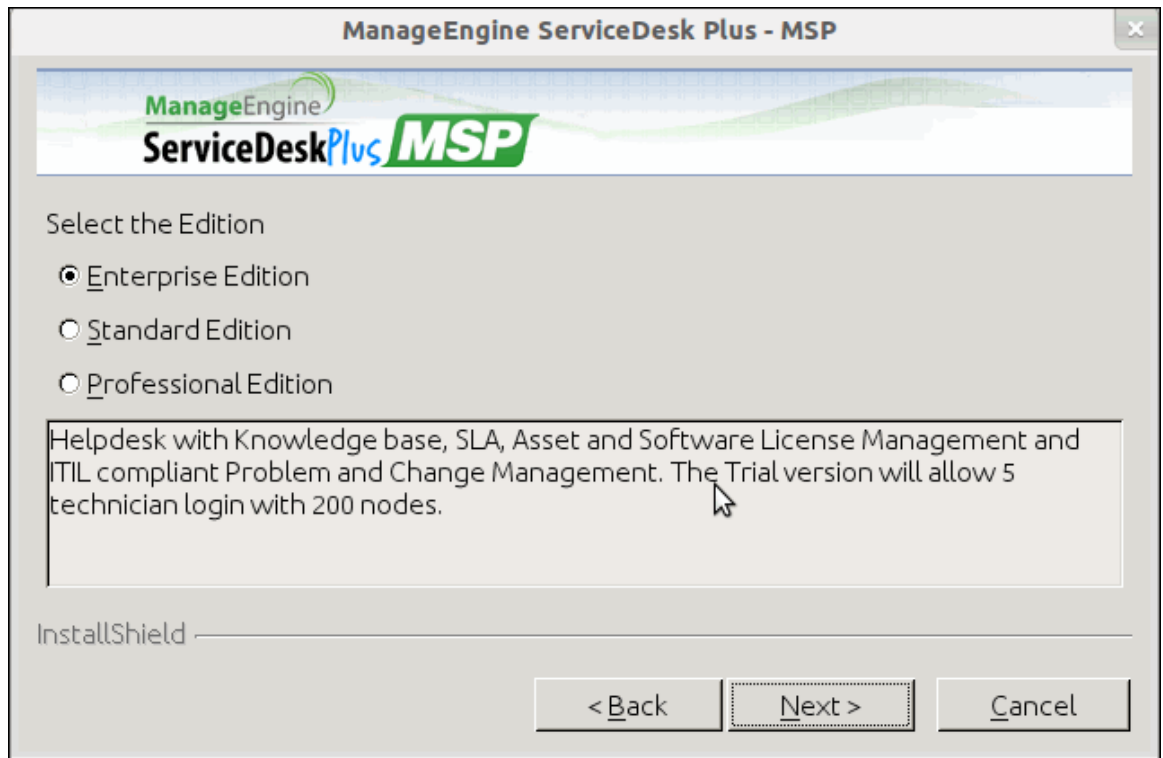 ManageEngine ServiceDesk Plus - MSP
ManageEngine
ServiceDesk Plus MSP
Select the Edition
Enterprise Edition
Standard Edition
Professional Edition
Helpdesk with Knowledge base, SLA, Asset and Software License Management and
ITIL compliant Problem and Change Management. The Trial version will allow 5
technician login with 200 nodes.
InstallShield
< Back
Next >
Cancel